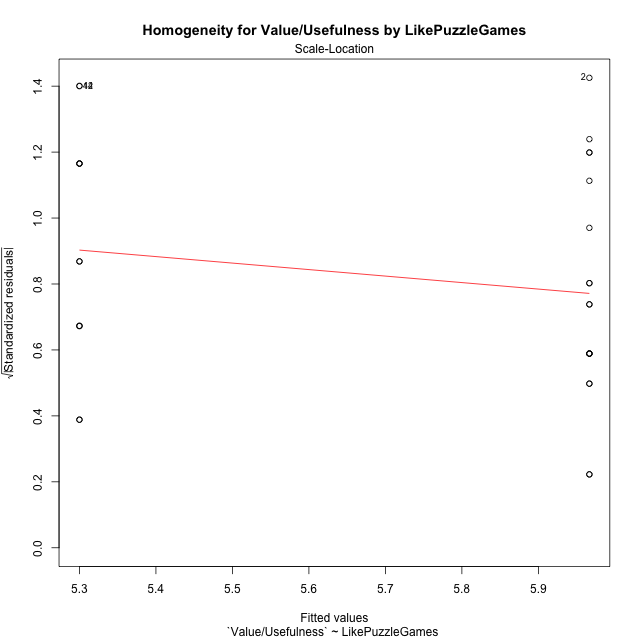 Homogeneity for Value/Usefulness by LikePuzzleGames
Scale-Location
2
1.4
1.2
1.0
0.8
0.6
0.4
0.2
0.0
√|Standardized residuals|
5.3 5.4 5.5 5.6 5.7 5.8 5.9
Fitted values
`Value/Usefulness` ~ LikePuzzleGames